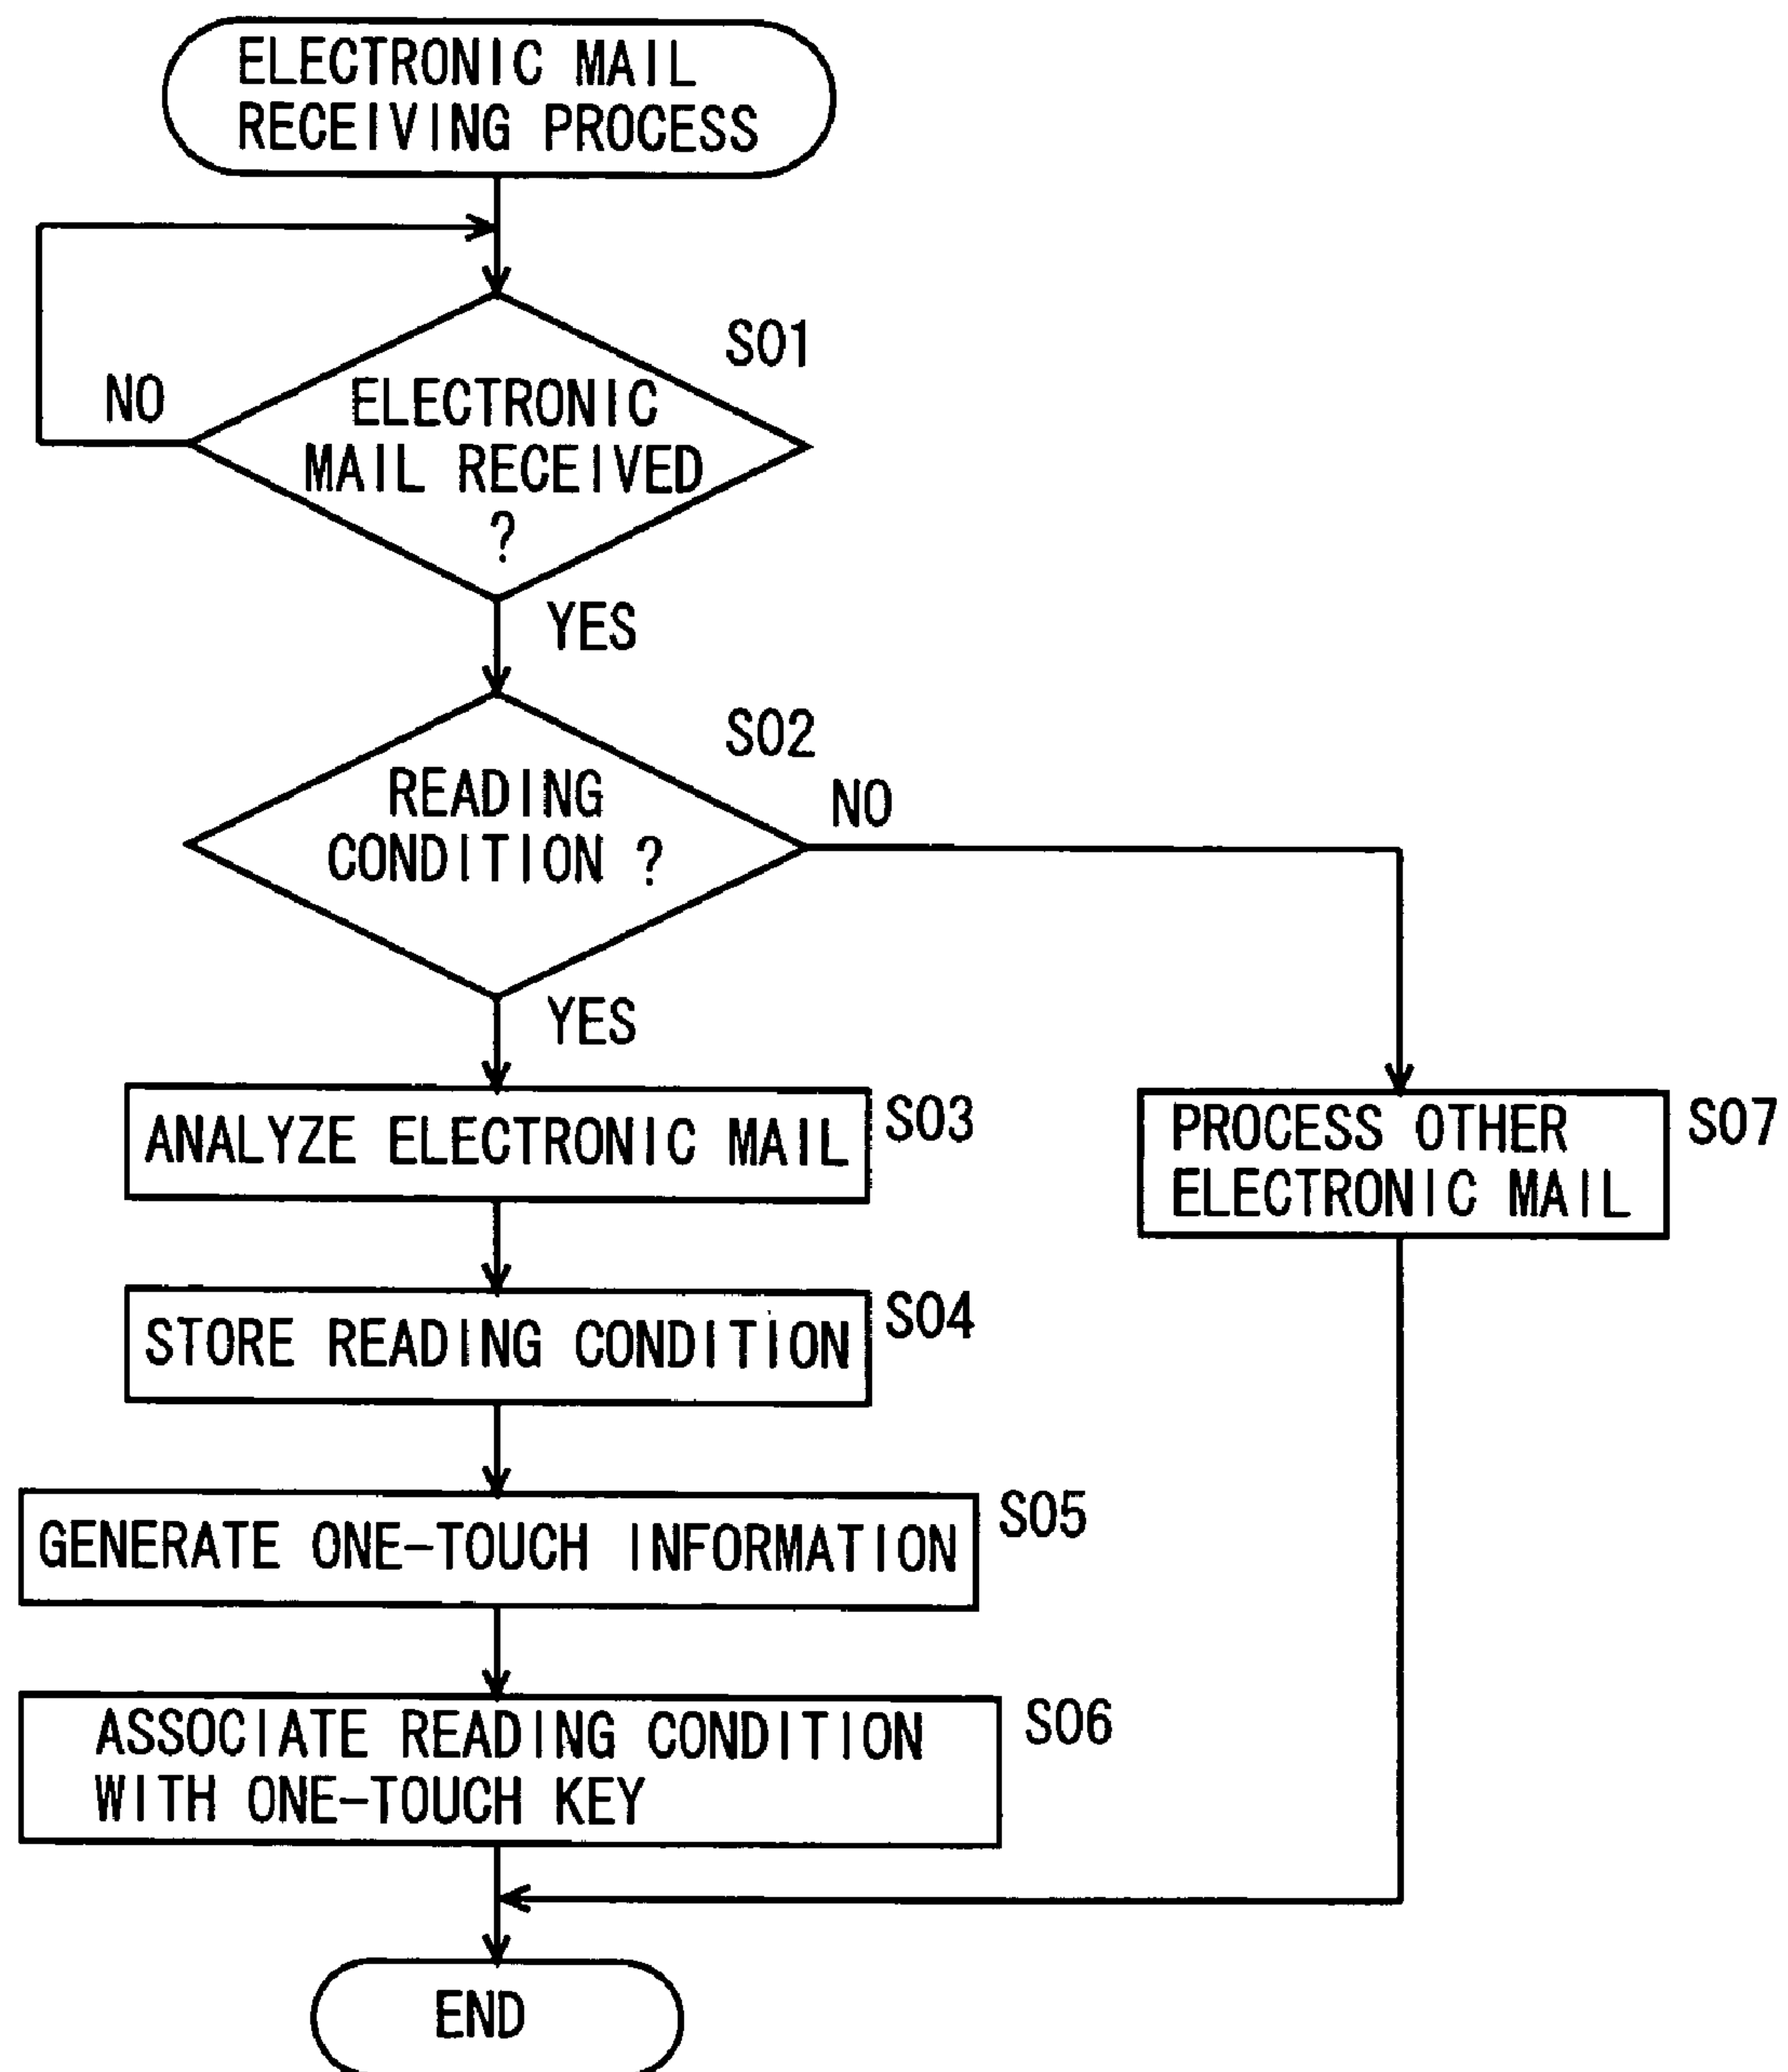 ELECTRONIC MAIL
RECEIVING PROCESS
S01
NO
ELECTRONIC
MAIL RECEIVED
?
YES
S02
READING
CONDITION ?
NO
YES
ANALYZE ELECTRONIC MAIL
S03
PROCESS OTHER
ELECTRONIC MAIL
S07
STORE READING CONDITION
S04
GENERATE ONE-TOUCH INFORMATION
S05
ASSOCIATE READING CONDITION
WITH ONE-TOUCH KEY
S06
END